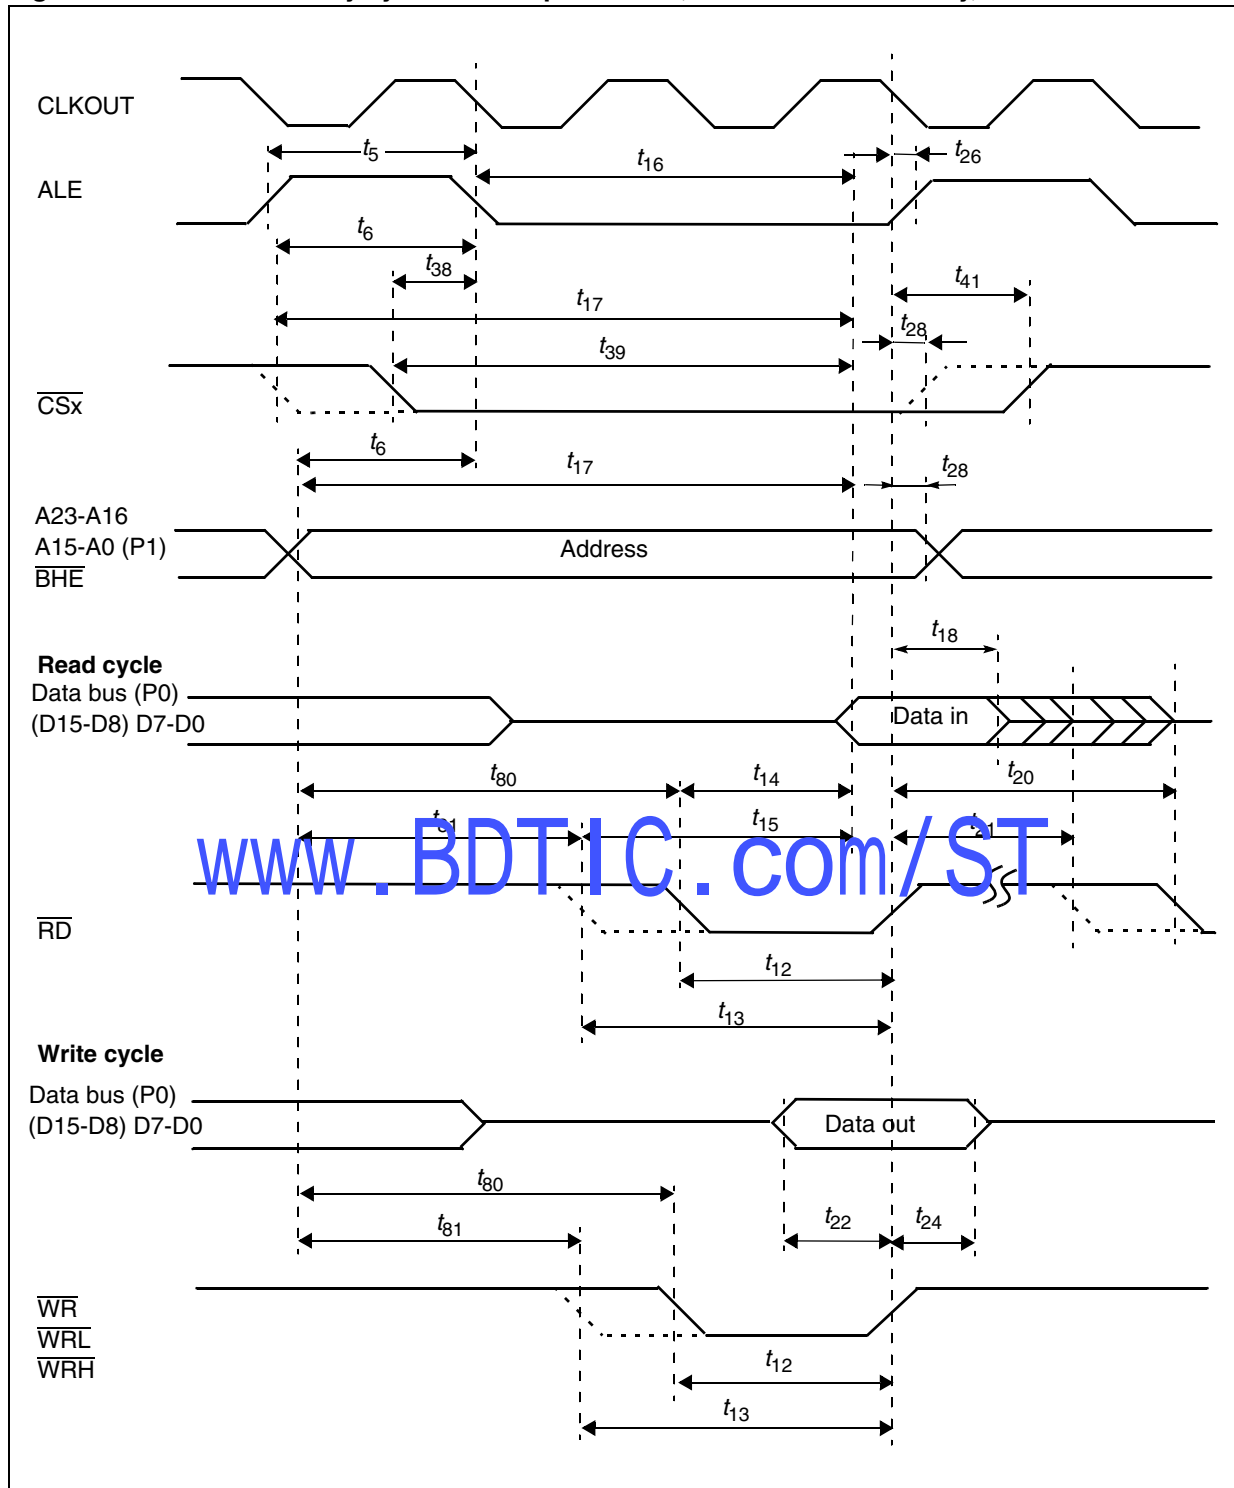 CLKOUT
t5
t16
t26
ALE
t6
t38
t41
t17
t28
t39
CSx
t6
t17
t28
A23-A16
A15-A0 (P1)
Address
BHE
t18
Read cycle
Data bus (P0)
Data in
(D15-D8) D7-D0
t80
t14
t20
t81
t15
t21
www.BDTIC.com/ST
RD
t12
t13
Write cycle
Data bus (P0)
(D15-D8) D7-D0
Data out
t80
t81
t22
t24
WR
WRL
WRH
t12
t13